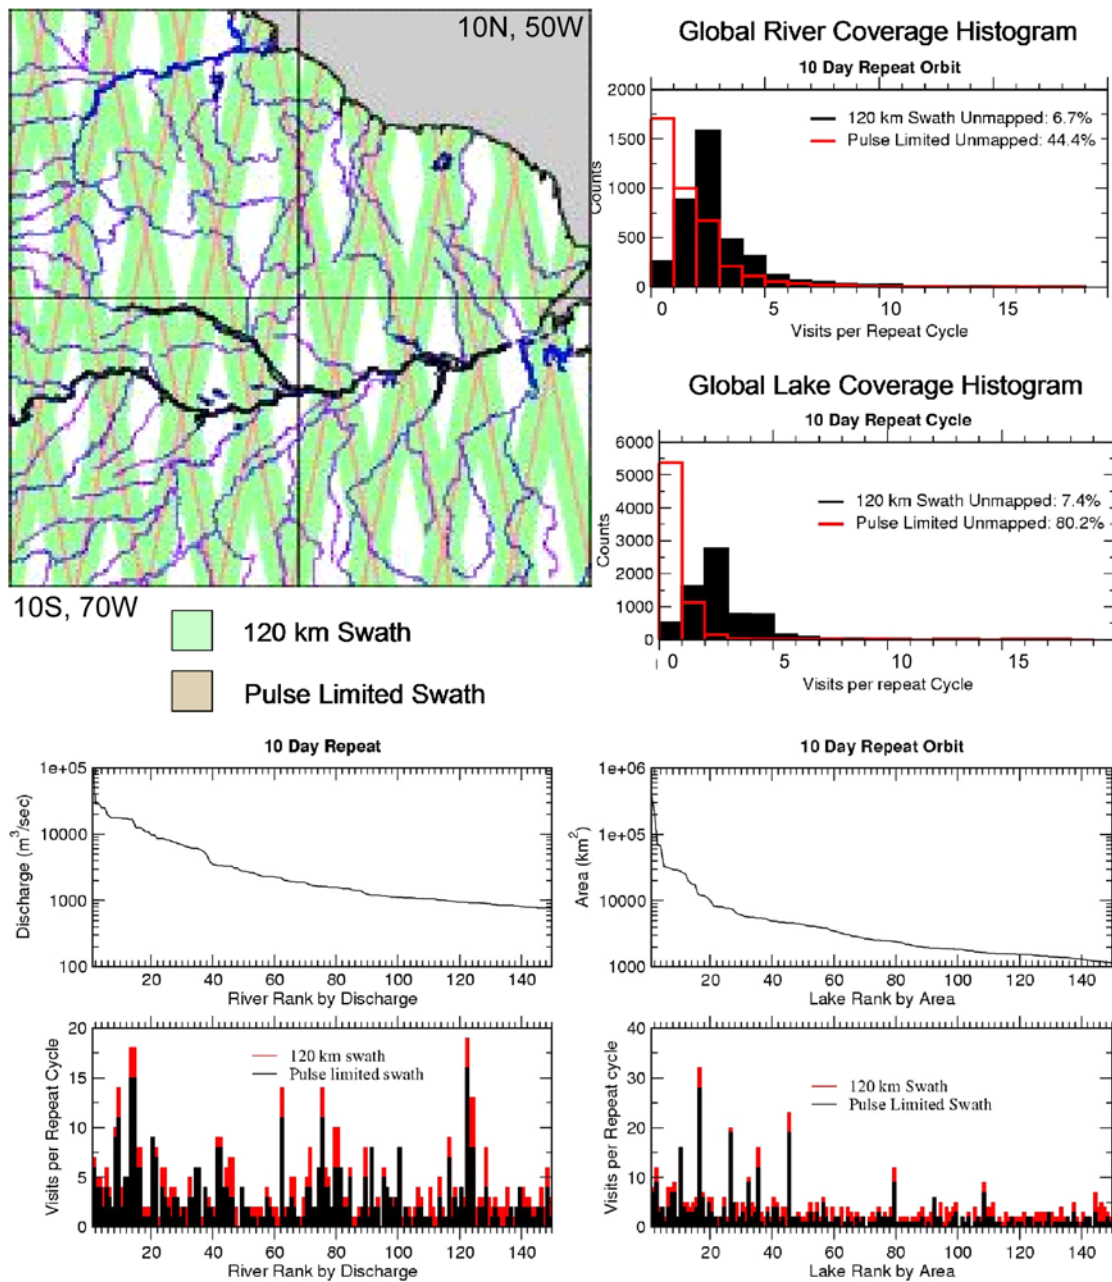 10N, 50W
10S, 70W
120 km Swath
Pulse Limited Swath
Global River Coverage Histogram
10 Day Repeat Orbit
2000
1500
1000
500
0
Counts
120 km Swath Unmapped: 6.7%
Pulse Limited Unmapped: 44.4%
0 5 10 15
Visits per Repeat Cycle
Global Lake Coverage Histogram
10 Day Repeat Cycle
6000
5000
4000
3000
2000
1000
0
Counts
120 km Swath Unmapped: 7.4%
Pulse Limited Unmapped: 80.2%
0 5 10 15
Visits per repeat Cycle
10 Day Repeat
1e+05
10000
1000
100
Discharge (m³/sec)
20 40 60 80 100 120 140
River Rank by Discharge
10 Day Repeat Orbit
1e+06
1e+05
10000
1000
Area (km²)
20 40 60 80 100 120 140
Lake Rank by Area
20
15
10
5
0
Visits per Repeat Cycle
120 km swath
Pulse limited swath
20 40 60 80 100 120 140
River Rank by Discharge
40
30
20
10
0
Visits per Repeat cycle
120 km Swath
Pulse Limited Swath
20 40 60 80 100 120 140
Lake Rank by Area